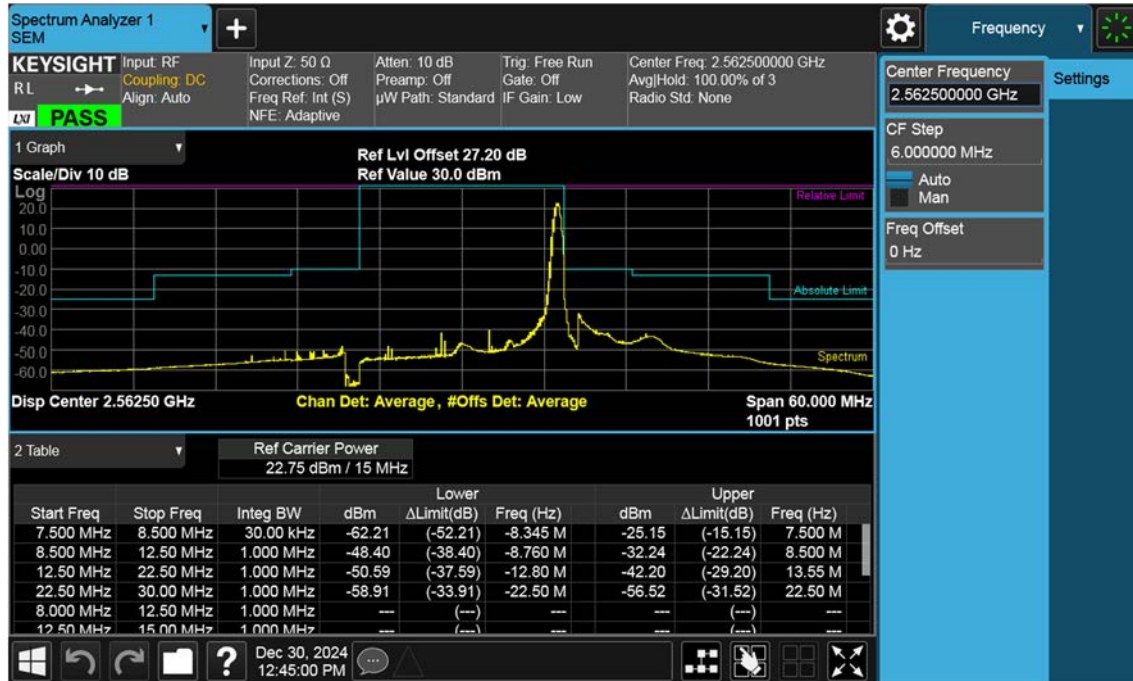 Spectrum Analyzer 1
SEM
Frequency
KEYSIGHT
RL
LXI
PASS
Input: RF
Coupling: DC
Align: Auto
Input Z: 50 Ω
Corrections: Off
Freq Ref: Int (S)
NFE: Adaptive
Atten: 10 dB
Preamp: Off
µW Path: Standard
Trig: Free Run
Gate: Off
IF Gain: Low
Center Freq: 2.562500000 GHz
Avg|Hold: 100.00% of 3
Radio Std: None
Center Frequency
2.562500000 GHz
Settings
CF Step
6.000000 MHz
Auto
Man
Freq Offset
0 Hz
1 Graph
Ref Lvl Offset 27.20 dB
Scale/Div 10 dB
Ref Value 30.0 dBm
Log
Relative Limit
20.0
10.0
0.00
-10.0
-20.0
Absolute Limit
-30.0
-40.0
-50.0
Spectrum
-60.0
Disp Center 2.56250 GHz
Chan Det: Average, #Offs Det: Average
Span 60.000 MHz
1001 pts
2 Table
Ref Carrier Power
22.75 dBm / 15 MHz
Lower Upper
Start Freq Stop Freq Integ BW dBm ΔLimit(dB) Freq (Hz) dBm ΔLimit(dB) Freq (Hz)
7.500 MHz 8.500 MHz 30.00 kHz -62.21 (-52.21) -8.345 M -25.15 (-15.15) 7.500 M
8.500 MHz 12.50 MHz 1.000 MHz -48.40 (-38.40) -8.760 M -32.24 (-22.24) 8.500 M
12.50 MHz 22.50 MHz 1.000 MHz -50.59 (-37.59) -12.80 M -42.20 (-29.20) 13.55 M
22.50 MHz 30.00 MHz 1.000 MHz -58.91 (-33.91) -22.50 M -56.52 (-31.52) 22.50 M
8.000 MHz 12.50 MHz 1.000 MHz --- (---) --- --- (---) ---
12.50 MHz 15.00 MHz 1.000 MHz --- (---) --- --- (---) ---
Dec 30, 2024
12:45:00 PM